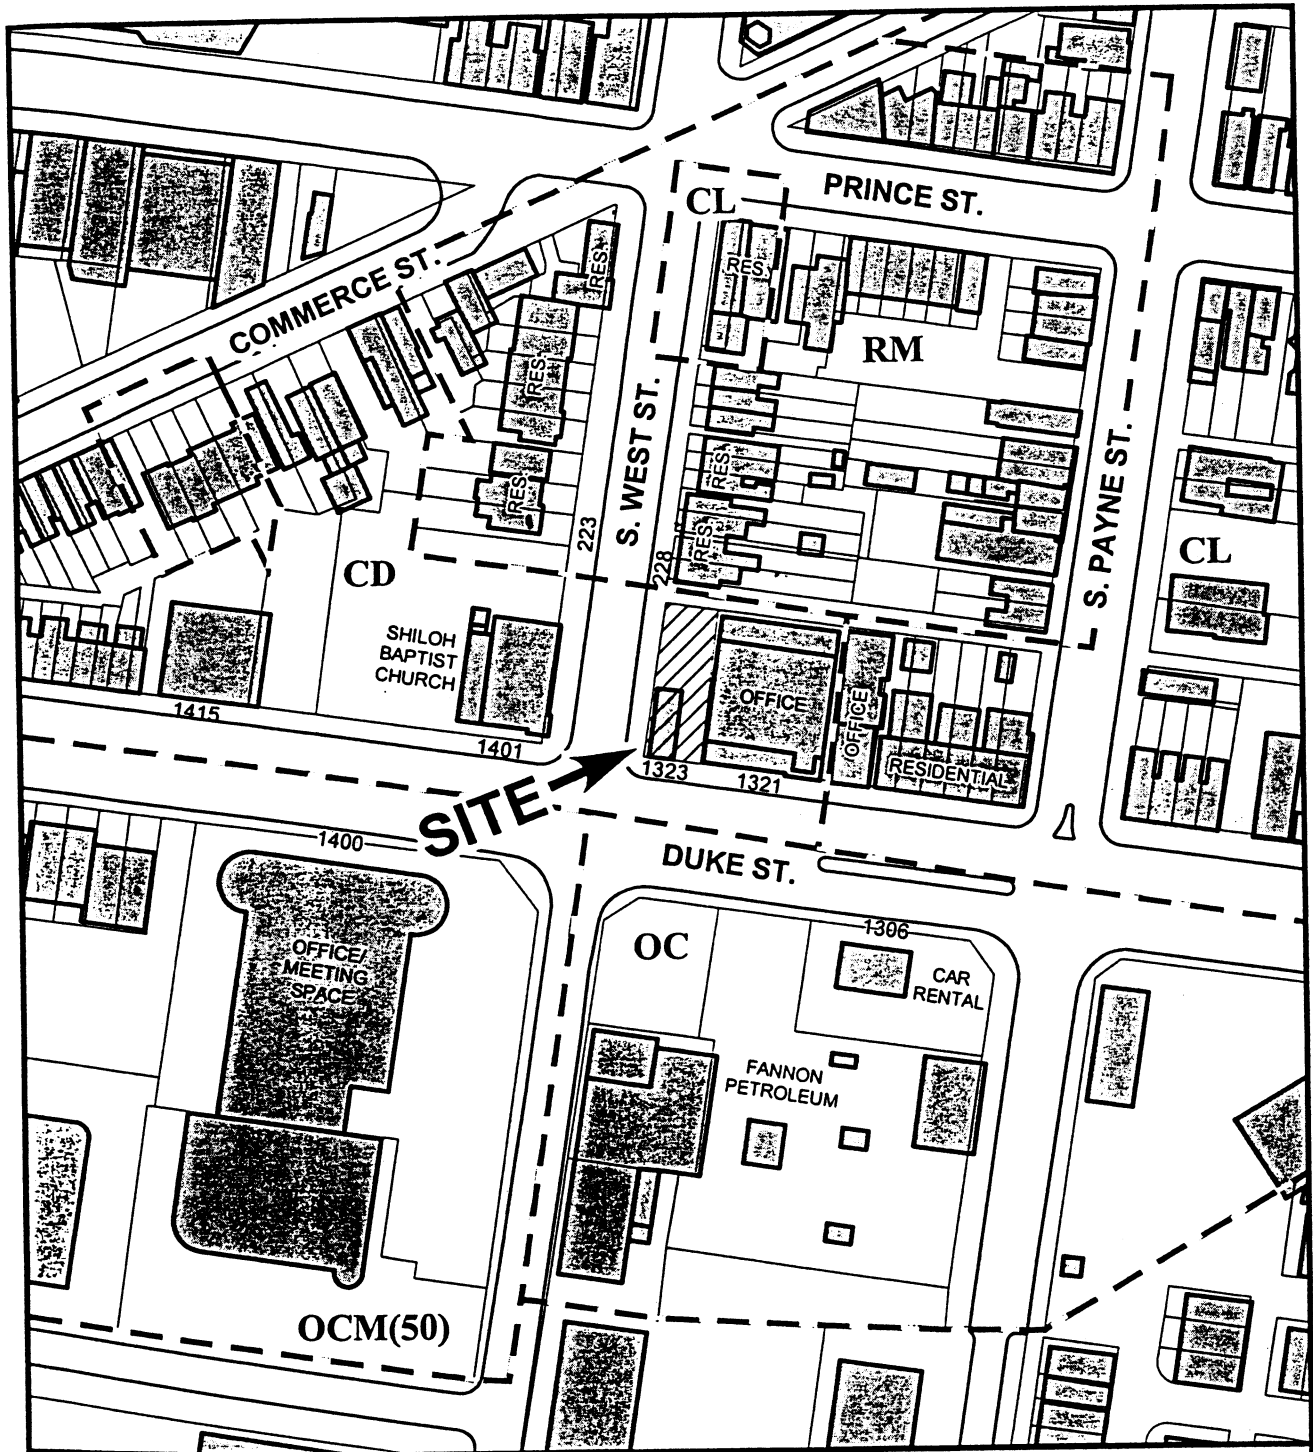 PRINCE ST.
CL
COMMERCE ST.
RES.
RES.
RM
RES.
S. WEST ST.
S. PAYNE ST.
RES.
RES.
RES.
223
228
CD
CL
SHILOH
BAPTIST
CHURCH
OFFICE
OFFICE
RESIDENTIAL
1415
1401
1323
1321
SITE
1400
DUKE ST.
OFFICE/
MEETING
SPACE
OC
1306
CAR
RENTAL
FANNON
PETROLEUM
OCM(50)